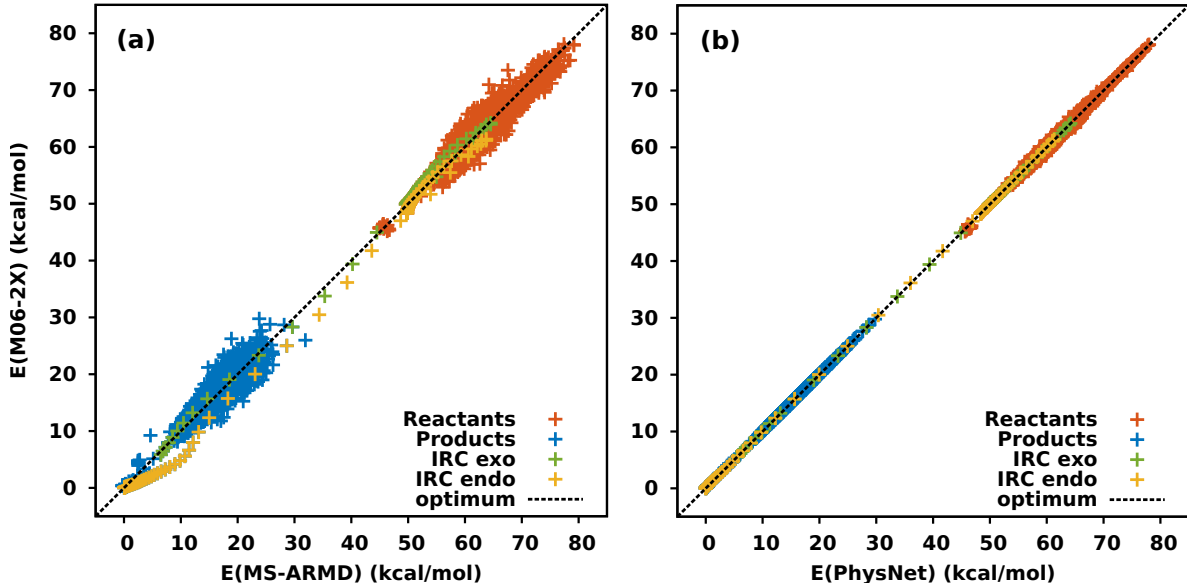 (a)
E(M06-2X) (kcal/mol)
80
70
60
50
40
30
20
10
0
Reactants
Products
IRC exo
IRC endo
optimum
0 10 20 30 40 50 60 70 80
E(MS-ARMD) (kcal/mol)
(b)
80
70
60
50
40
30
20
10
0
Reactants
Products
IRC exo
IRC endo
optimum
0 10 20 30 40 50 60 70 80
E(PhysNet) (kcal/mol)